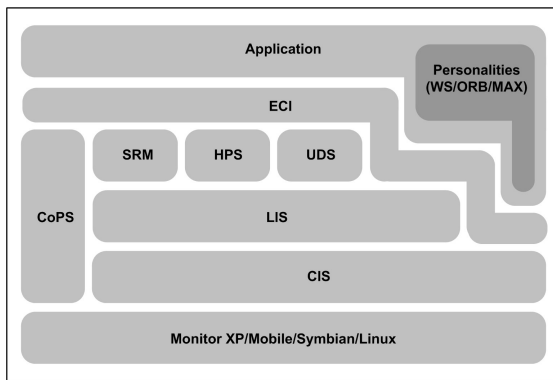 Application
Personalities
(WS/ORB/MAX)
ECI
SRM
HPS
UDS
CoPS
LIS
CIS
Monitor XP/Mobile/Symbian/Linux